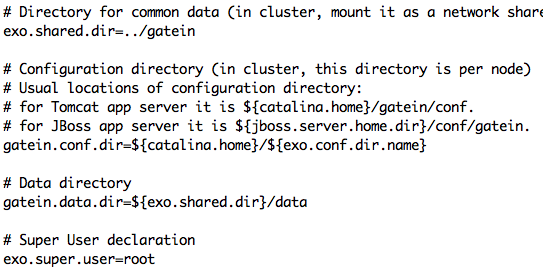 # Directory for common data (in cluster, mount it as a network share
exo.shared.dir=../gatein
# Configuration directory (in cluster, this directory is per node)
# Usual locations of configuration directory:
# for Tomcat app server it is ${catalina.home}/gatein/conf.
# for JBoss app server it is ${jboss.server.home.dir}/conf/gatein.
gatein.conf.dir=${catalina.home}/${exo.conf.dir.name}
# Data directory
gatein.data.dir=${exo.shared.dir}/data
# Super User declaration
exo.super.user=root